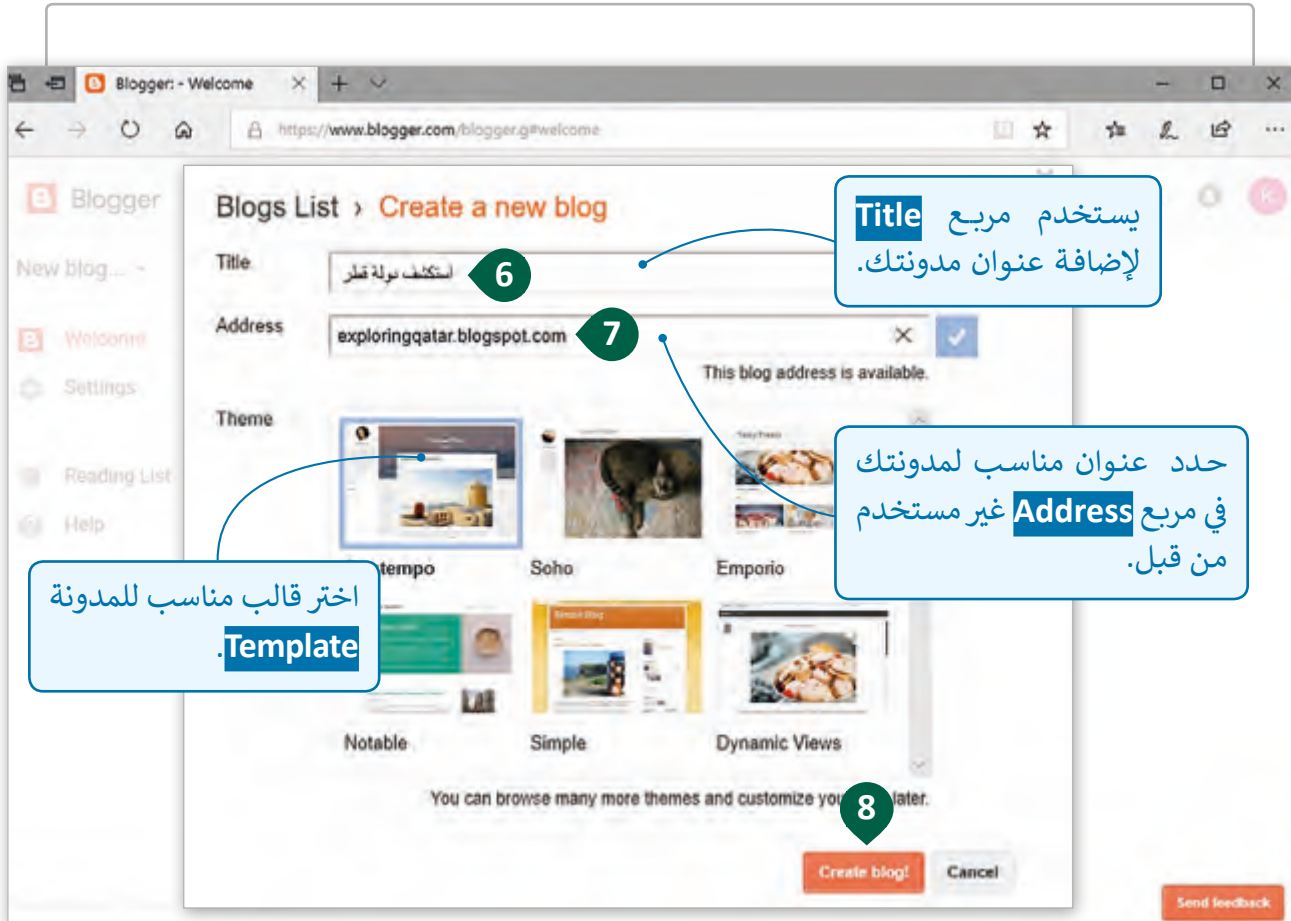 Blogger: - Welcome
https://www.blogger.com/blogger.g#welcome
Blogger
K
Blogs List › Create a new blog
يستخدم مربع Title
لإضافة عنوان مدونتك.
New blog...
Title
استكشف دولة قطر
6
Address
exploringqatar.blogspot.com
7
This blog address is available.
Welcome
Settings
Reading List
Help
Theme
حدد عنوان مناسب لمدونتك
في مربع Address غير مستخدم
من قبل.
tempo
Soho
Emporio
اختر قالب مناسب للمدونة
Template.
Simple Blog
Notable
Simple
Dynamic Views
You can browse many more themes and customize you later.
8
Create blog!
Cancel
Send feedback